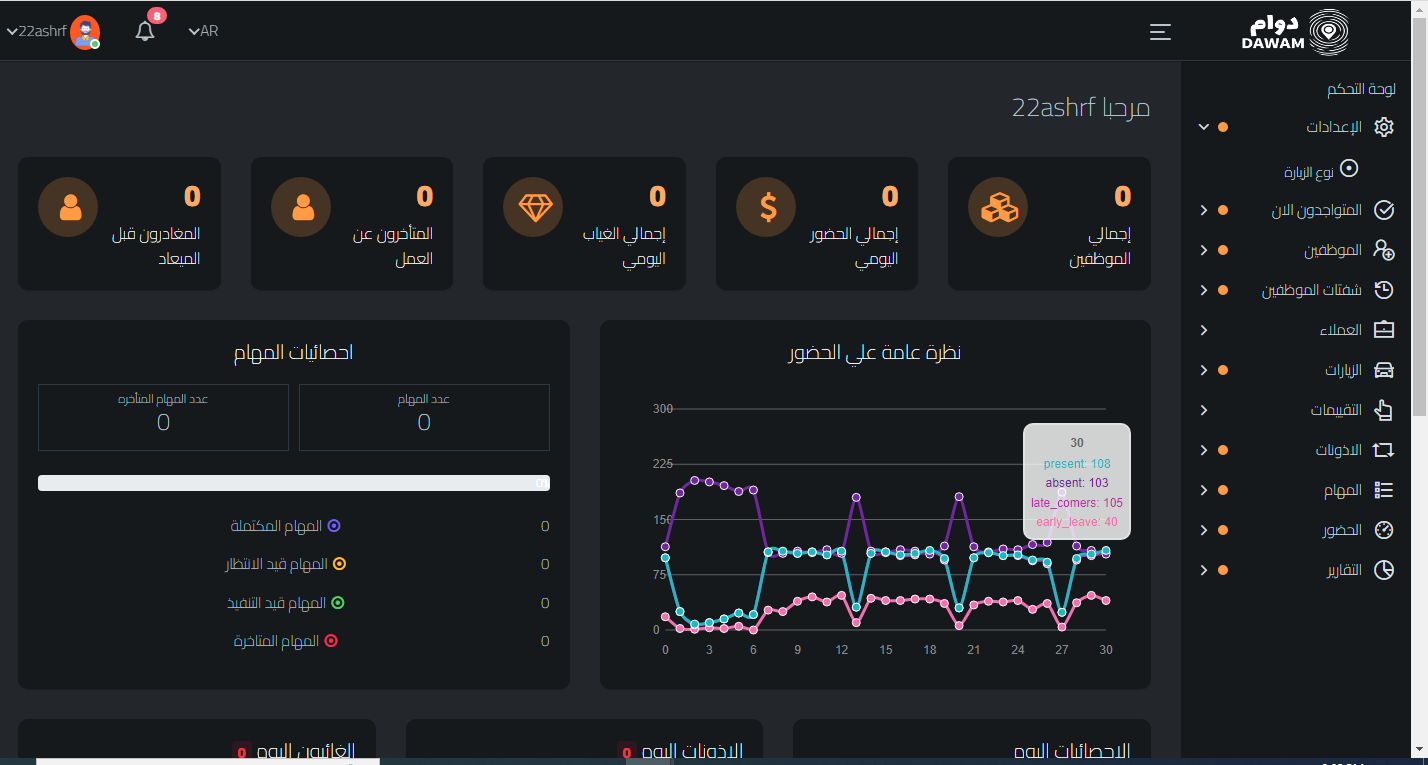 دوام
DAWAM
AR
8
22ashrf
لوحة التحكم
الإعدادات
نوع الزيارة
المتواجدون الان
الموظفين
شفتات الموظفين
العملاء
الزيارات
التقييمات
الاذونات
المهام
الحضور
التقارير
مرحبا 22ashrf
0
إجمالي
الموظفين
0
إجمالي الحضور
اليومي
0
إجمالي الغياب
اليومي
0
المتأخرون عن
العمل
0
المغادرون قبل
الميعاد
نظرة عامة علي الحضور
300
225
150
75
0
0 3 6 9 12 15 18 21 24 27 30
30
present: 108
absent: 103
late_comers: 105
early_leave: 40
احصائيات المهام
عدد المهام
0
عدد المهام المتأخره
0
0%
المهام المكتملة 0
المهام قيد الانتظار 0
المهام قيد التنفيذ 0
المهام المتاخرة 0
الاحصائيات اليوم
الاذونات اليوم 0
الغائبون اليوم 0